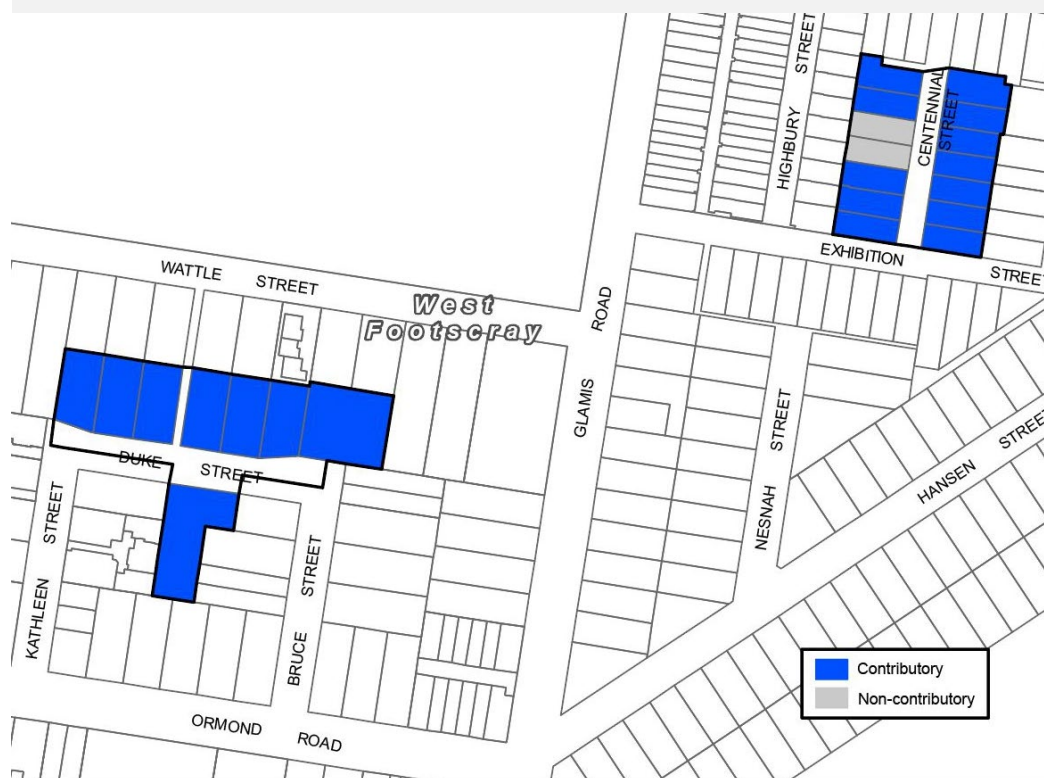 HIGHBURY STREET
CENTENNIAL
STREET
EXHIBITION STREET
WATTLE STREET
West
Footscray
GLAMIS ROAD
NESNAH STREET
HANSEN STREET
DUKE STREET
KATHLEEN STREET
BRUCE STREET
ORMOND ROAD
Contributory
Non-contributory